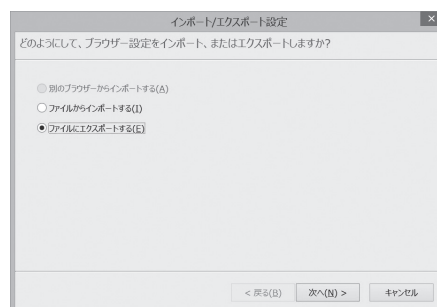 インポート/エクスポート設定
どのようにして、ブラウザー設定をインポート、またはエクスポートしますか?
別のブラウザーからインポートする(A)
ファイルからインポートする(I)
ファイルにエクスポートする(E)
< 戻る(B) 次へ(N) > キャンセル